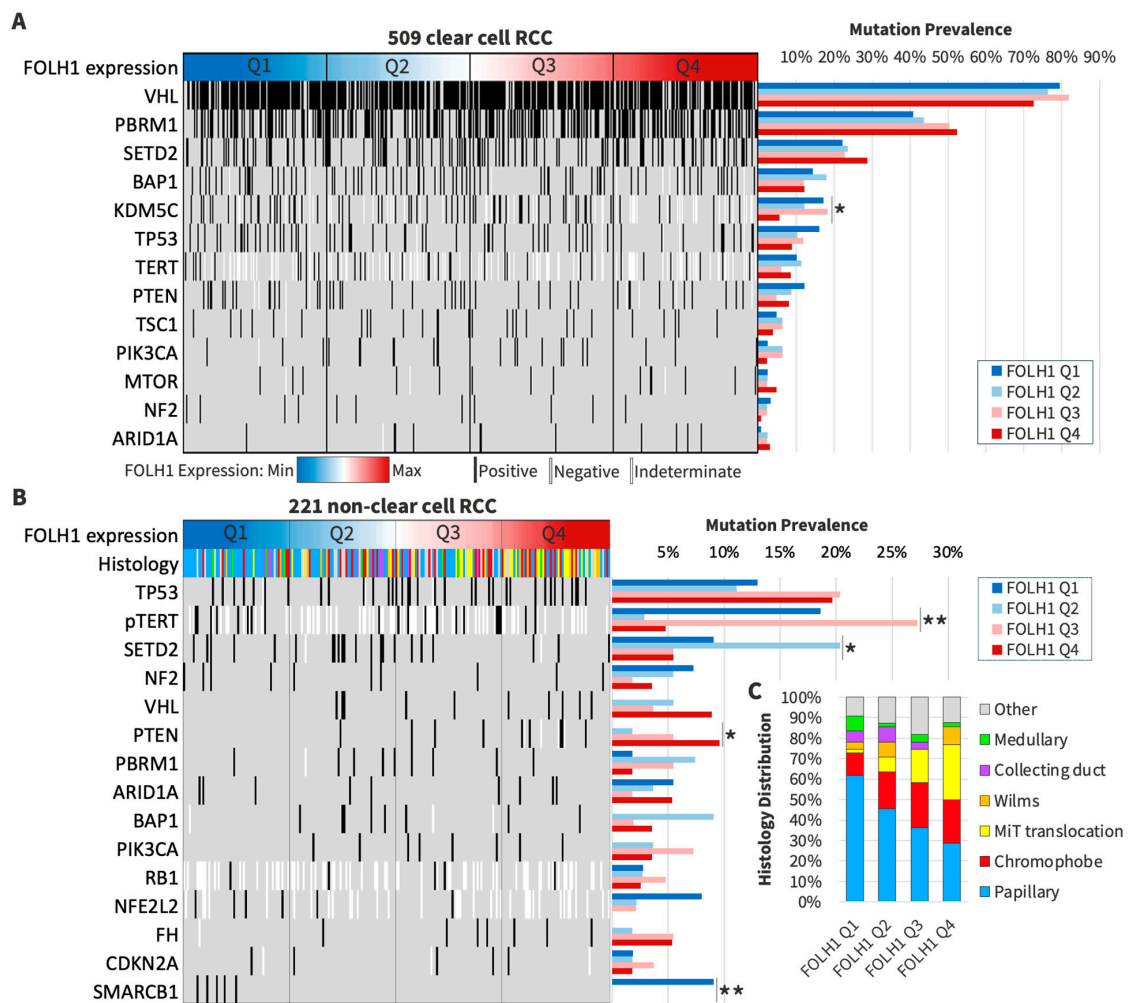 A
509 clear cell RCC
Mutation Prevalence
FOLH1 expression Q1 Q2 Q3 Q4
10% 20% 30% 40% 50% 60% 70% 80% 90%
VHL
PBRM1
SETD2
BAP1
KDM5C *
TP53
TERT
PTEN
TSC1
PIK3CA
MTOR
NF2
ARID1A
FOLH1 Q1
FOLH1 Q2
FOLH1 Q3
FOLH1 Q4
FOLH1 Expression: Min Max Positive Negative Indeterminate
B
221 non-clear cell RCC
Mutation Prevalence
FOLH1 expression Q1 Q2 Q3 Q4
5% 10% 15% 20% 25% 30%
Histology
TP53
pTERT **
SETD2 *
NF2
VHL
PTEN *
PBRM1
ARID1A
BAP1
PIK3CA
RB1
NFE2L2
FH
CDKN2A
SMARCB1 **
FOLH1 Q1
FOLH1 Q2
FOLH1 Q3
FOLH1 Q4
C
Histology Distribution
100%
90%
80%
70%
60%
50%
40%
30%
20%
10%
0%
FOLH1 Q1
FOLH1 Q2
FOLH1 Q3
FOLH1 Q4
Other
Medullary
Collecting duct
Wilms
MiT translocation
Chromophobe
Papillary